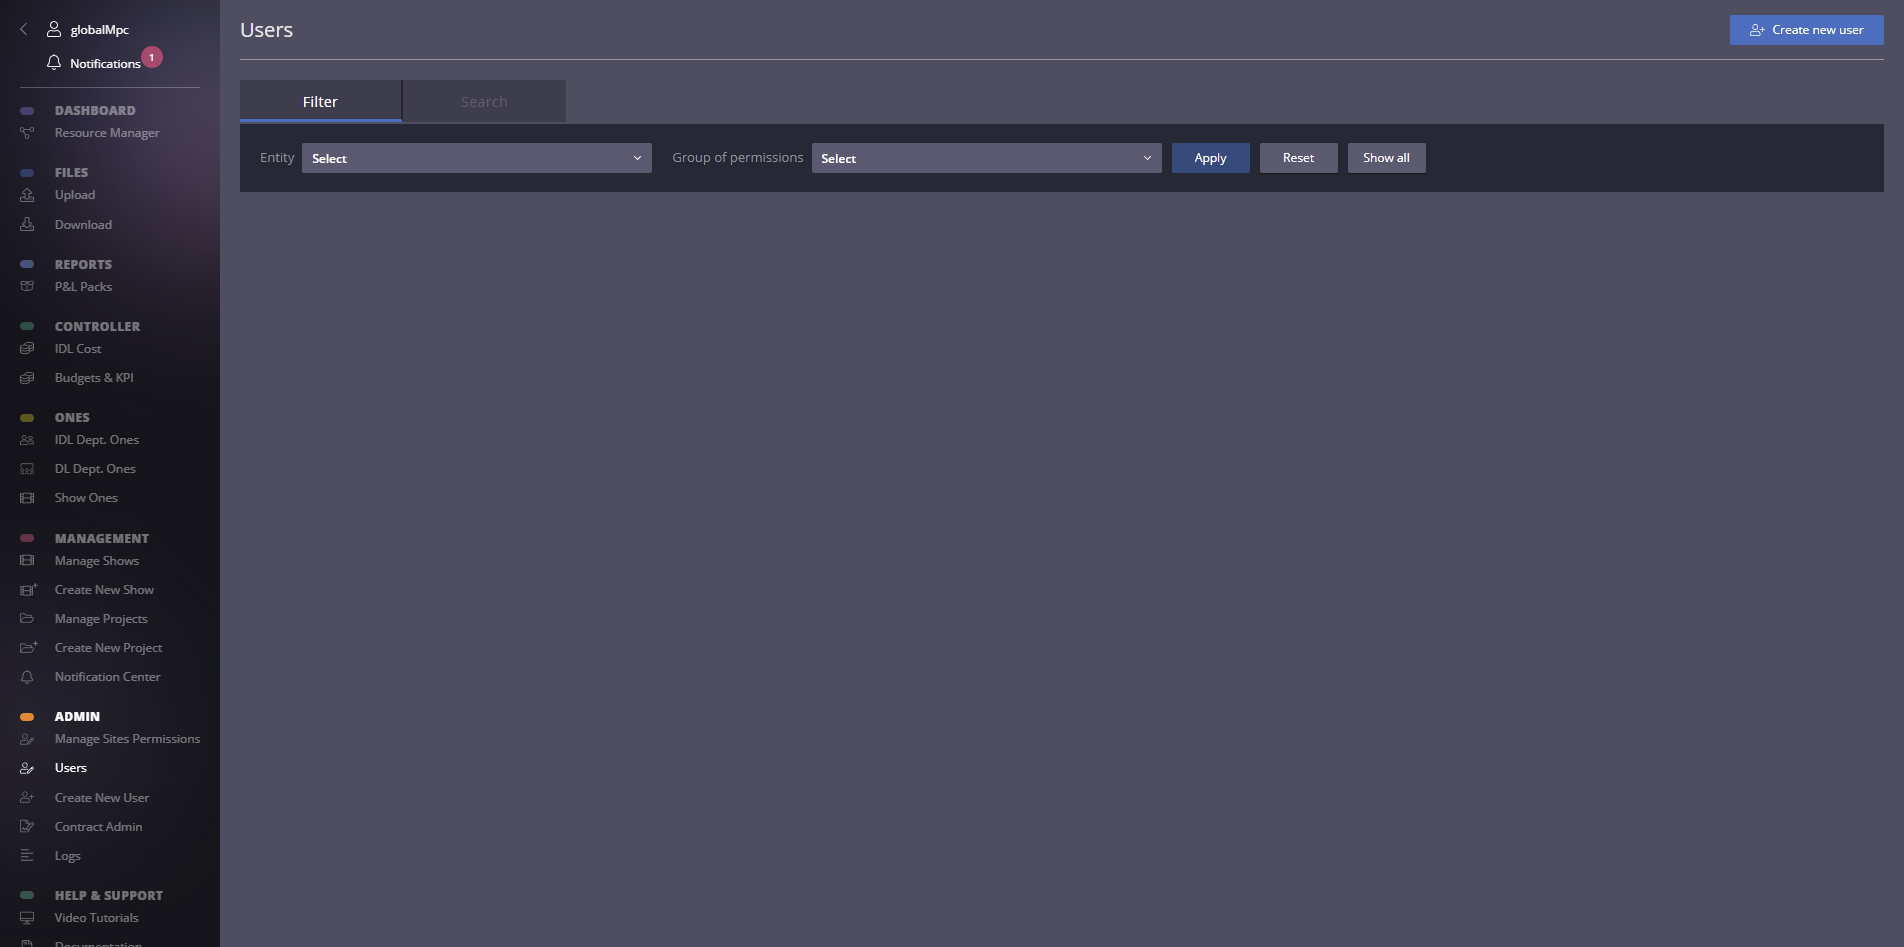 globalMpc
Notifications 1
DASHBOARD
Resource Manager
FILES
Upload
Download
REPORTS
P&L Packs
CONTROLLER
IDL Cost
Budgets & KPI
ONES
IDL Dept. Ones
DL Dept. Ones
Show Ones
MANAGEMENT
Manage Shows
Create New Show
Manage Projects
Create New Project
Notification Center
ADMIN
Manage Sites Permissions
Users
Create New User
Contract Admin
Logs
HELP & SUPPORT
Video Tutorials
Documentation
Users
Create new user
Filter Search
Entity Select Group of permissions Select Apply Reset Show all